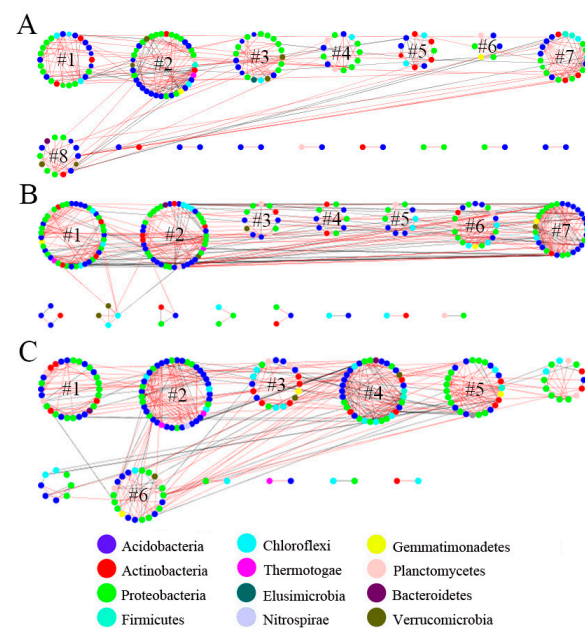 A
#1 #2 #3 #4 #5 #6 #7
#8
B
#1 #2 #3 #4 #5 #6 #7
C
#1 #2 #3 #4 #5
#6
Acidobacteria Chloroflexi Gemmatimonadetes
Actinobacteria Thermotogae Planctomycetes
Proteobacteria Elusimicrobia Bacteroidetes
Firmicutes Nitrospirae Verrucomicrobia